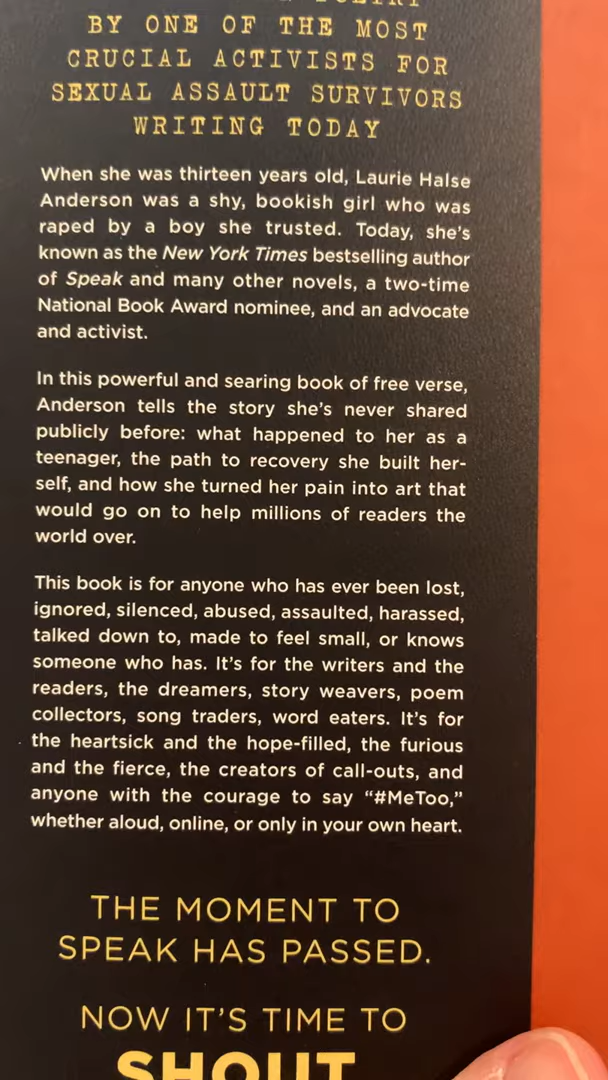 BY ONE OF THE MOST
CRUCIAL ACTIVISTS FOR
SEXUAL ASSAULT SURVIVORS
WRITING TODAY
When she was thirteen years old, Laurie Halse
Anderson was a shy, bookish girl who was
raped by a boy she trusted. Today, she's
known as the New York Times bestselling author
of Speak and many other novels, a two-time
National Book Award nominee, and an advocate
and activist.
In this powerful and searing book of free verse,
Anderson tells the story she's never shared
publicly before: what happened to her as a
teenager, the path to recovery she built her-
self, and how she turned her pain into art that
would go on to help millions of readers the
world over.
This book is for anyone who has ever been lost,
ignored, silenced, abused, assaulted, harassed,
talked down to, made to feel small, or knows
someone who has. It's for the writers and the
readers, the dreamers, story weavers, poem
collectors, song traders, word eaters. It's for
the heartsick and the hope-filled, the furious
and the fierce, the creators of call-outs, and
anyone with the courage to say “#MeToo,”
whether aloud, online, or only in your own heart.
THE MOMENT TO
SPEAK HAS PASSED.
NOW IT'S TIME TO
SHOUT